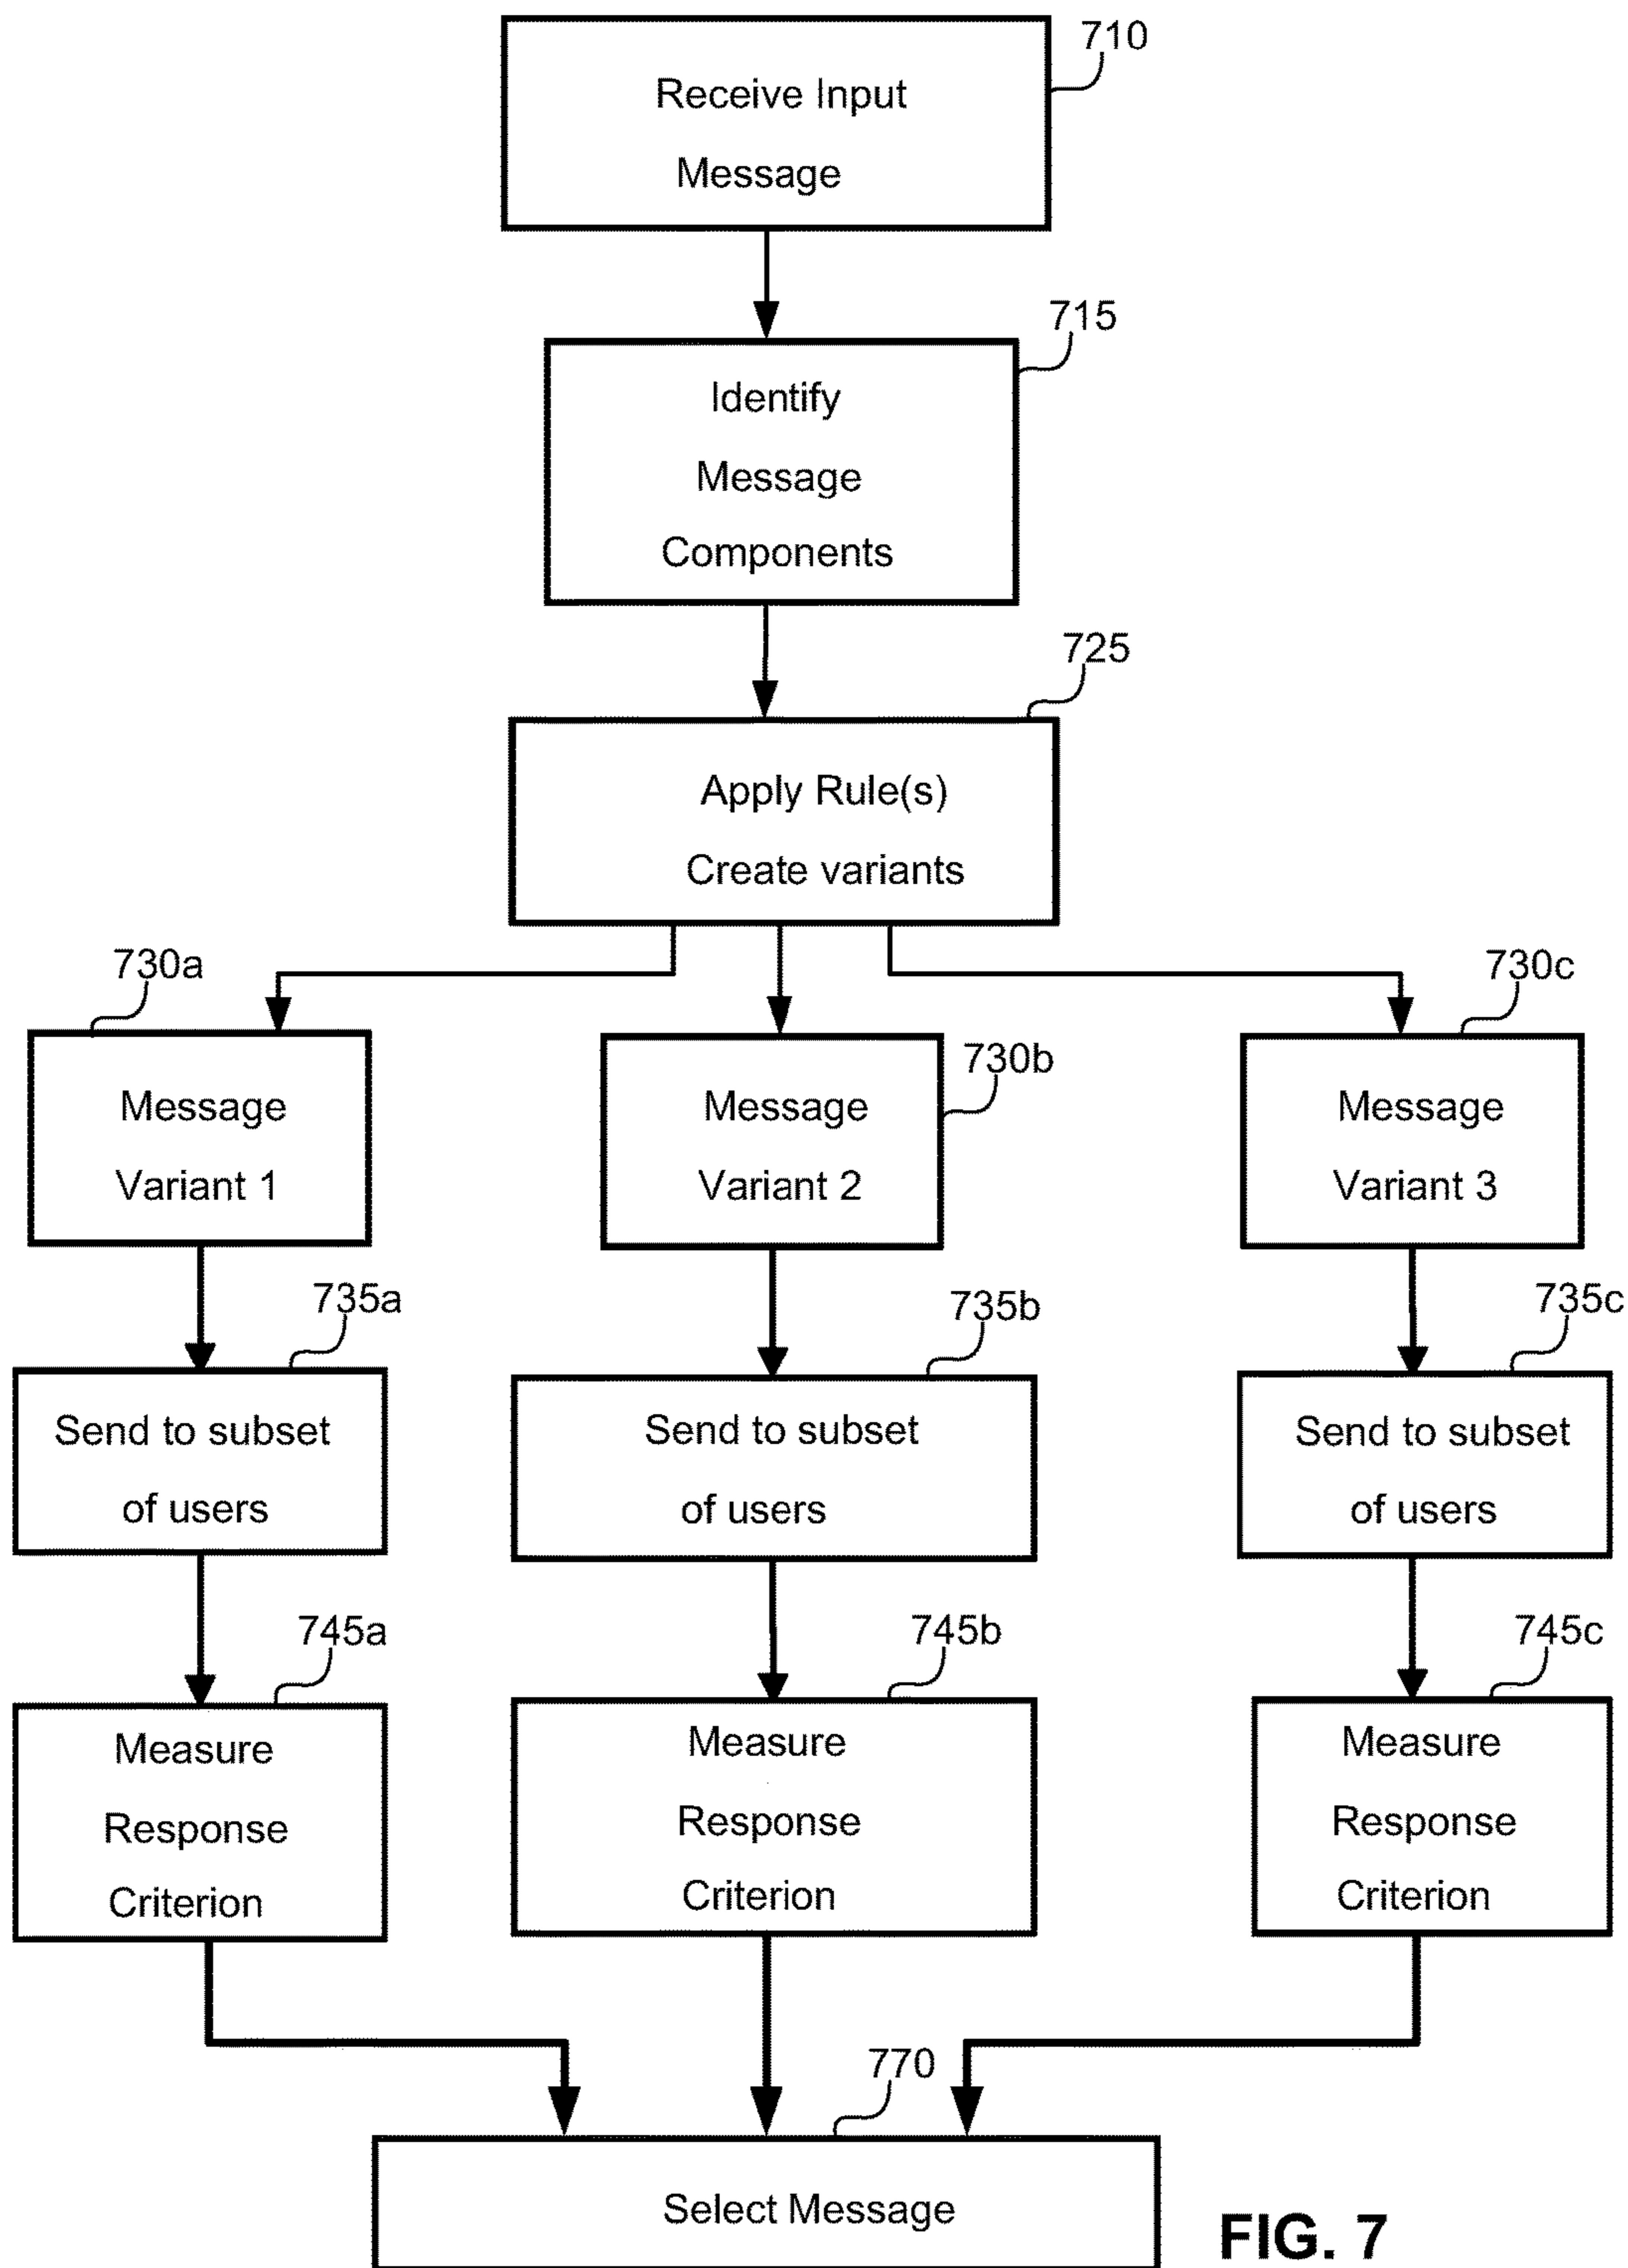 710
Receive Input
Message
715
Identify
Message
Components
725
Apply Rule(s)
Create variants
730a
Message
Variant 1
730b
Message
Variant 2
730c
Message
Variant 3
735a
Send to subset
of users
735b
Send to subset
of users
735c
Send to subset
of users
745a
Measure
Response
Criterion
745b
Measure
Response
Criterion
745c
Measure
Response
Criterion
770
Select Message
FIG. 7